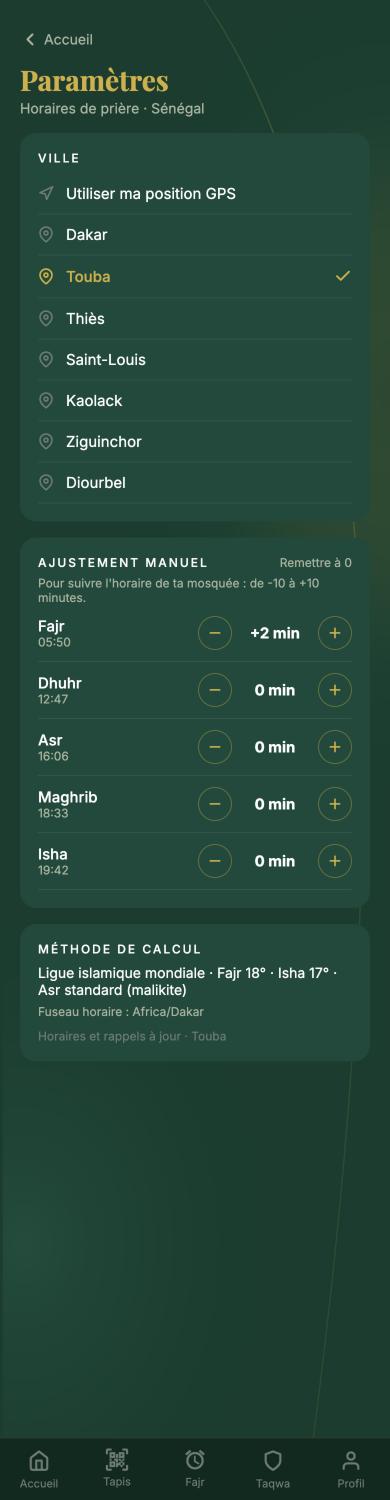 Accueil
Paramètres
Horaires de prière · Sénégal
VILLE
Utiliser ma position GPS
Dakar
Touba
Thiès
Saint-Louis
Kaolack
Ziguinchor
Diourbel
AJUSTEMENT MANUEL Remettre à 0
Pour suivre l'horaire de ta mosquée : de -10 à +10
minutes.
Fajr
05:50
− +2 min +
Dhuhr
12:47
− 0 min +
Asr
16:06
− 0 min +
Maghrib
18:33
− 0 min +
Isha
19:42
− 0 min +
MÉTHODE DE CALCUL
Ligue islamique mondiale · Fajr 18° · Isha 17° ·
Asr standard (malikite)
Fuseau horaire : Africa/Dakar
Horaires et rappels à jour · Touba
Accueil Tapis Fajr Taqwa Profil